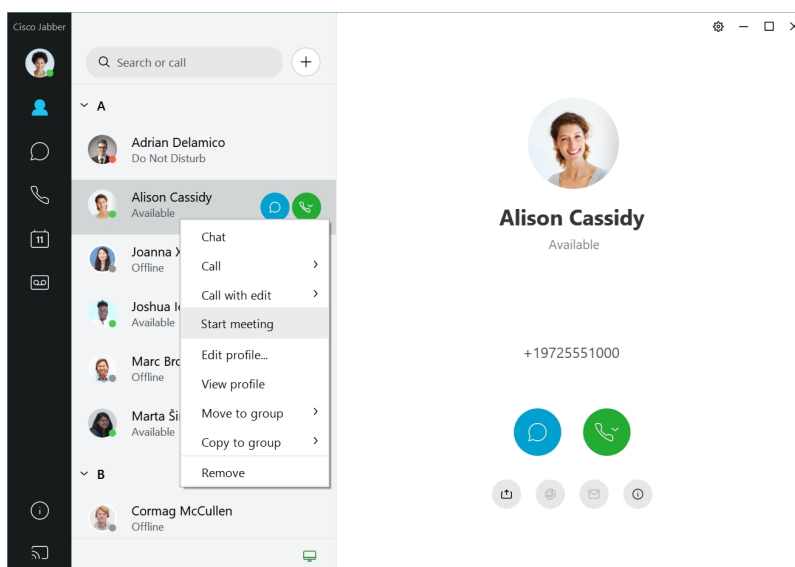 Cisco Jabber
Search or call
A
Adrian Delamico
Do Not Disturb
Alison Cassidy
Available
Joanna
Offline
Joshua
Available
Marc
Offline
Marta
Available
B
Cormag McCullen
Offline
11
Chat
Call
Call with edit
Start meeting
Edit profile...
View profile
Move to group
Copy to group
Remove
Alison Cassidy
Available
+19725551000